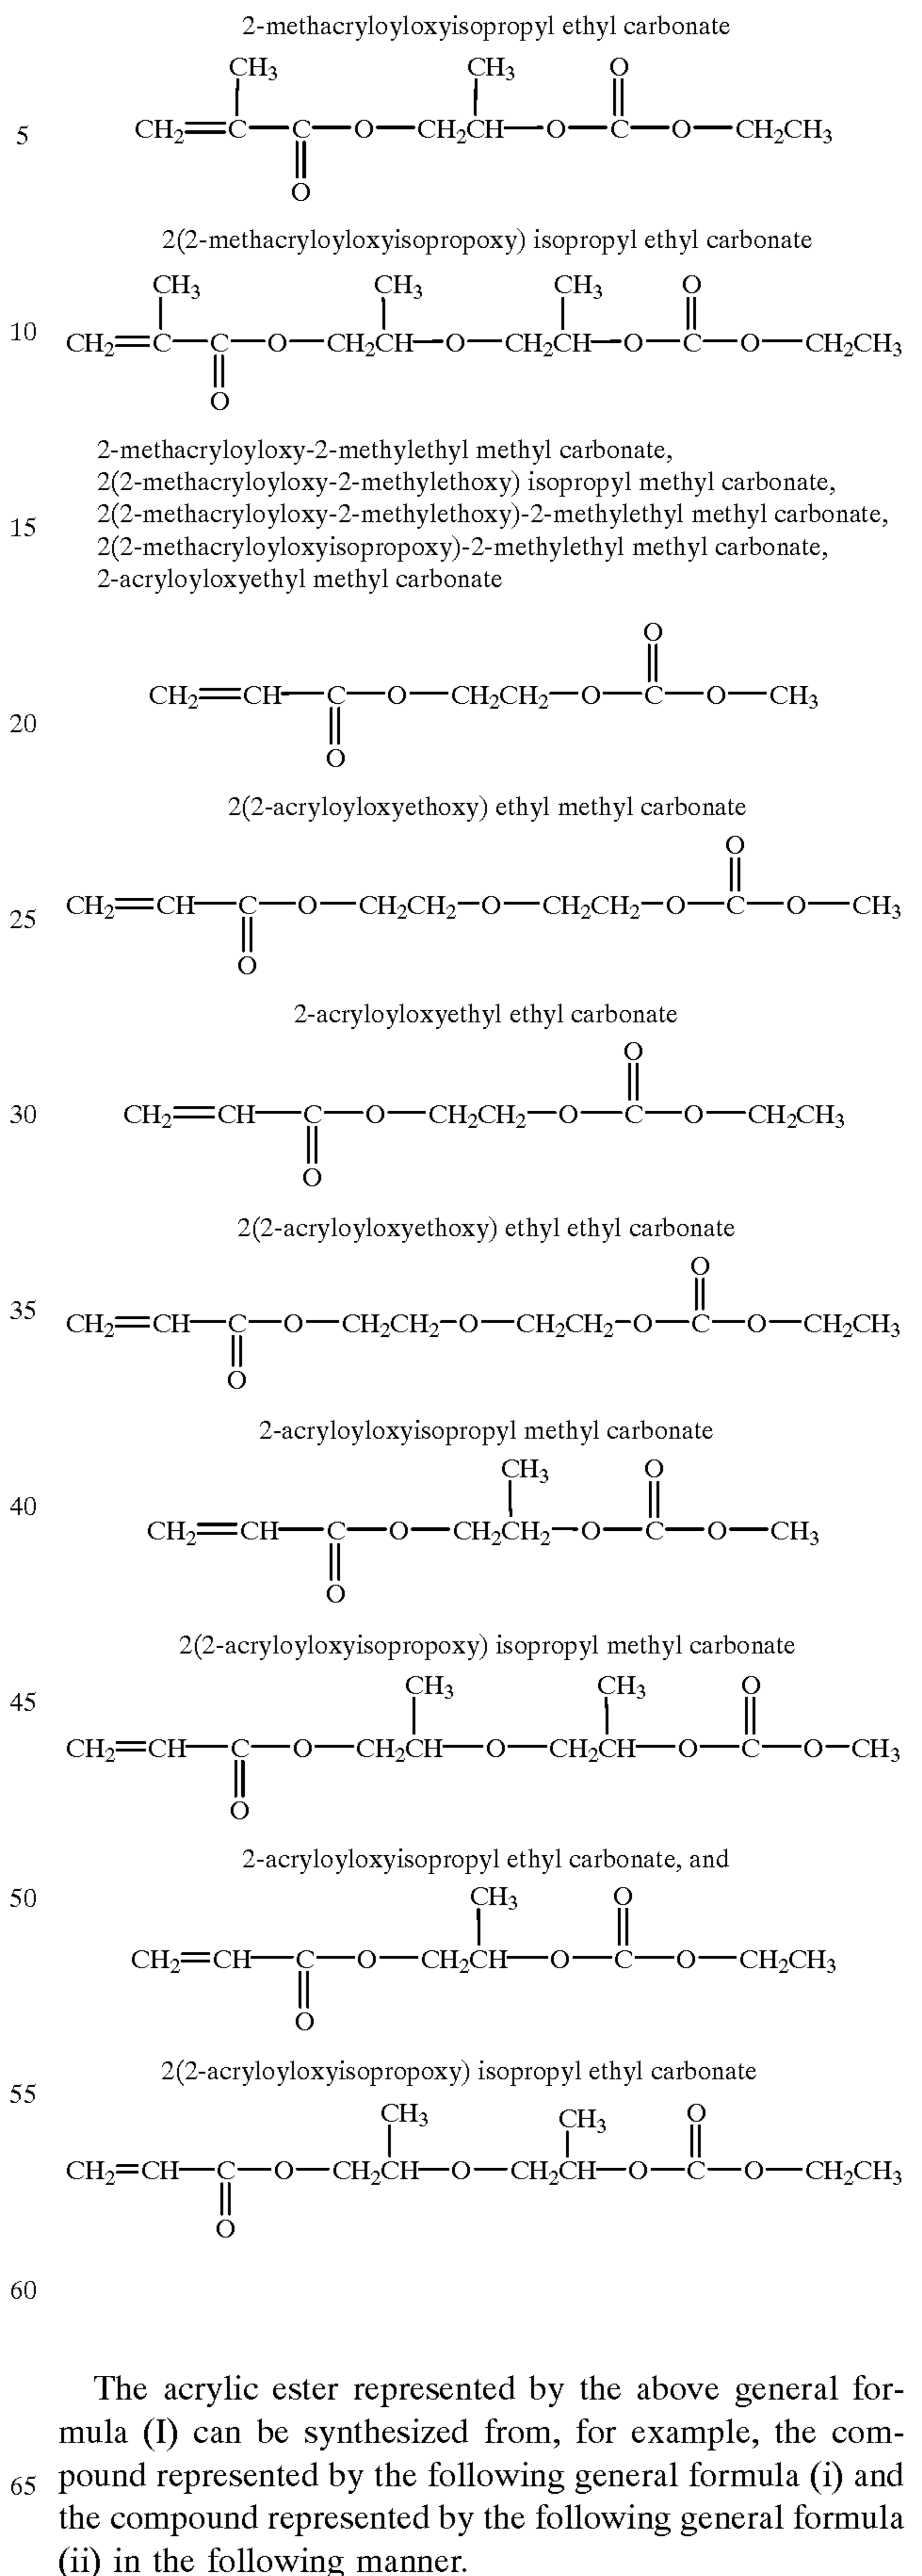 2-methacryloyloxyisopropyl ethyl carbonate
CH3 CH3 O
5 CH2=C—C—O—CH2CH—O—C—O—CH2CH3
O
2(2-methacryloyloxyisopropoxy) isopropyl ethyl carbonate
CH3 CH3 CH3 O
10 CH2=C—C—O—CH2CH—O—CH2CH—O—C—O—CH2CH3
O
2-methacryloyloxy-2-methylethyl methyl carbonate,
2(2-methacryloyloxy-2-methylethoxy) isopropyl methyl carbonate,
15 2(2-methacryloyloxy-2-methylethoxy)-2-methylethyl methyl carbonate,
2(2-methacryloyloxyisopropoxy)-2-methylethyl methyl carbonate,
2-acryloyloxyethyl methyl carbonate
O
CH2=CH—C—O—CH2CH2—O—C—O—CH3
20
O
2(2-acryloyloxyethoxy) ethyl methyl carbonate
O
25 CH2=CH—C—O—CH2CH2—O—CH2CH2—O—C—O—CH3
O
2-acryloyloxyethyl ethyl carbonate
O
30 CH2=CH—C—O—CH2CH2—O—C—O—CH2CH3
O
2(2-acryloyloxyethoxy) ethyl ethyl carbonate
O
35 CH2=CH—C—O—CH2CH2—O—CH2CH2—O—C—O—CH2CH3
O
2-acryloyloxyisopropyl methyl carbonate
CH3 O
40 CH2=CH—C—O—CH2CH2—O—C—O—CH3
O
2(2-acryloyloxyisopropoxy) isopropyl methyl carbonate
45 CH3 CH3 O
CH2=CH—C—O—CH2CH—O—CH2CH—O—C—O—CH3
O
2-acryloyloxyisopropyl ethyl carbonate, and
50 CH3 O
CH2=CH—C—O—CH2CH—O—C—O—CH2CH3
O
2(2-acryloyloxyisopropoxy) isopropyl ethyl carbonate
55 CH3 CH3 O
CH2=CH—C—O—CH2CH—O—CH2CH—O—C—O—CH2CH3
O
60
The acrylic ester represented by the above general for-
mula (I) can be synthesized from, for example, the com-
65 pound represented by the following general formula (i) and
the compound represented by the following general formula
(ii) in the following manner.